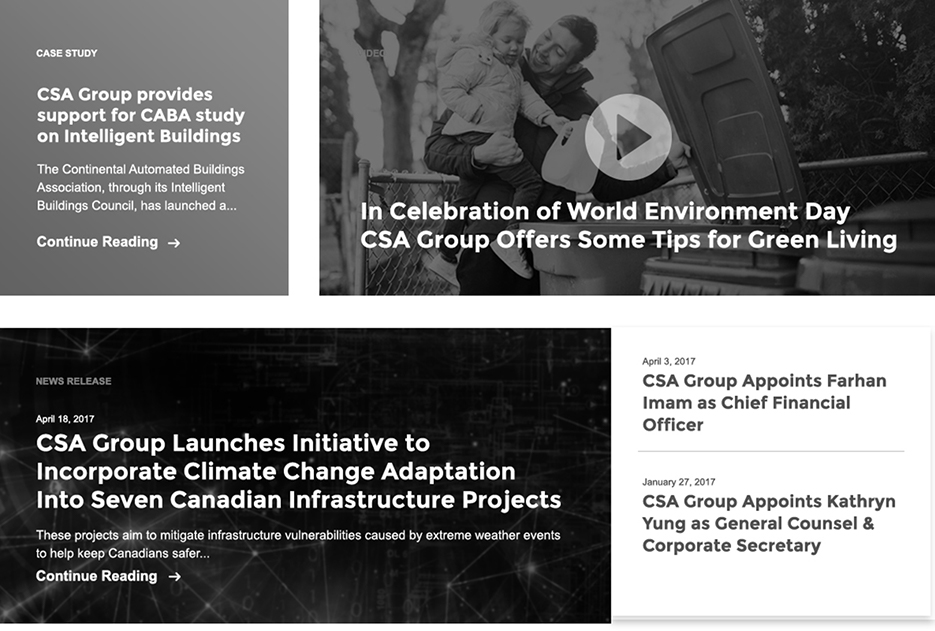 CASE STUDY
CSA Group provides
support for CABA study
on Intelligent Buildings
The Continental Automated Buildings
Association, through its Intelligent
Buildings Council, has launched a...
Continue Reading →
VIDEO
In Celebration of World Environment Day
CSA Group Offers Some Tips for Green Living
NEWS RELEASE
April 18, 2017
CSA Group Launches Initiative to
Incorporate Climate Change Adaptation
Into Seven Canadian Infrastructure Projects
These projects aim to mitigate infrastructure vulnerabilities caused by extreme weather events
to help keep Canadians safer...
Continue Reading →
April 3, 2017
CSA Group Appoints Farhan
Imam as Chief Financial
Officer
January 27, 2017
CSA Group Appoints Kathryn
Yung as General Counsel &
Corporate Secretary